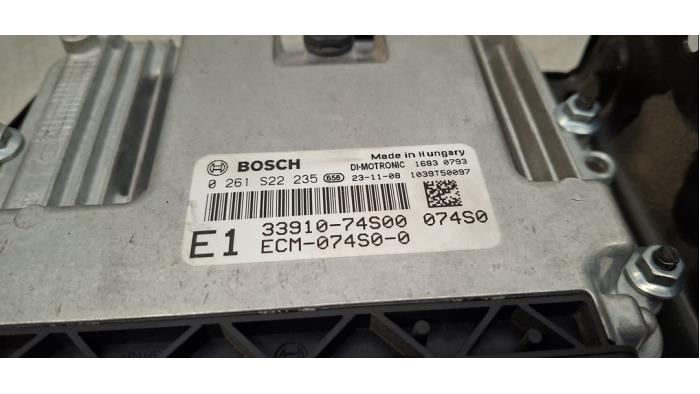 BOSCH
Made in Hungary
DI-MOTRONIC 1683 0793
0 261 S22 235 656 23-11-08 1039T50097
E1
33910-74S00 074S0
ECM-074S0-0